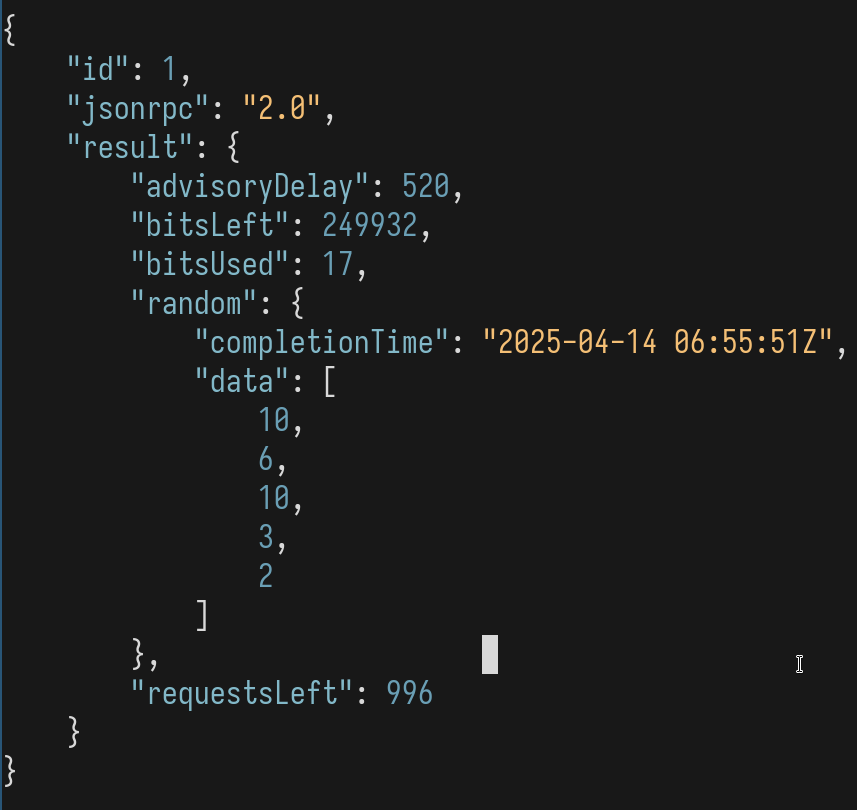 {
    "id": 1,
    "jsonrpc": "2.0",
    "result": {
        "advisoryDelay": 520,
        "bitsLeft": 249932,
        "bitsUsed": 17,
        "random": {
            "completionTime": "2025-04-14 06:55:51Z",
            "data": [
                10,
                6,
                10,
                3,
                2
            ]
        },
        "requestsLeft": 996
    }
}